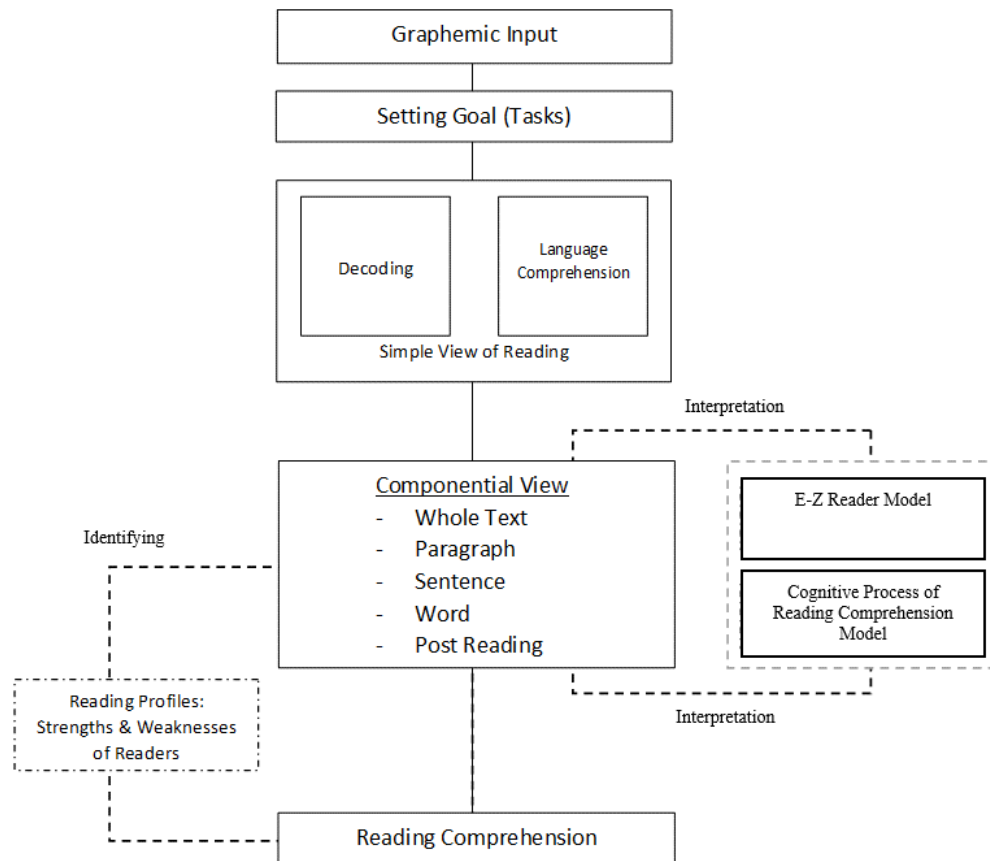 Graphemic Input
Setting Goal (Tasks)
Decoding
Language
Comprehension
Simple View of Reading
Interpretation
Componential View
- Whole Text
- Paragraph
- Sentence
- Word
- Post Reading
E-Z Reader Model
Cognitive Process of
Reading Comprehension
Model
Identifying
Reading Profiles:
Strengths & Weaknesses
of Readers
Interpretation
Reading Comprehension